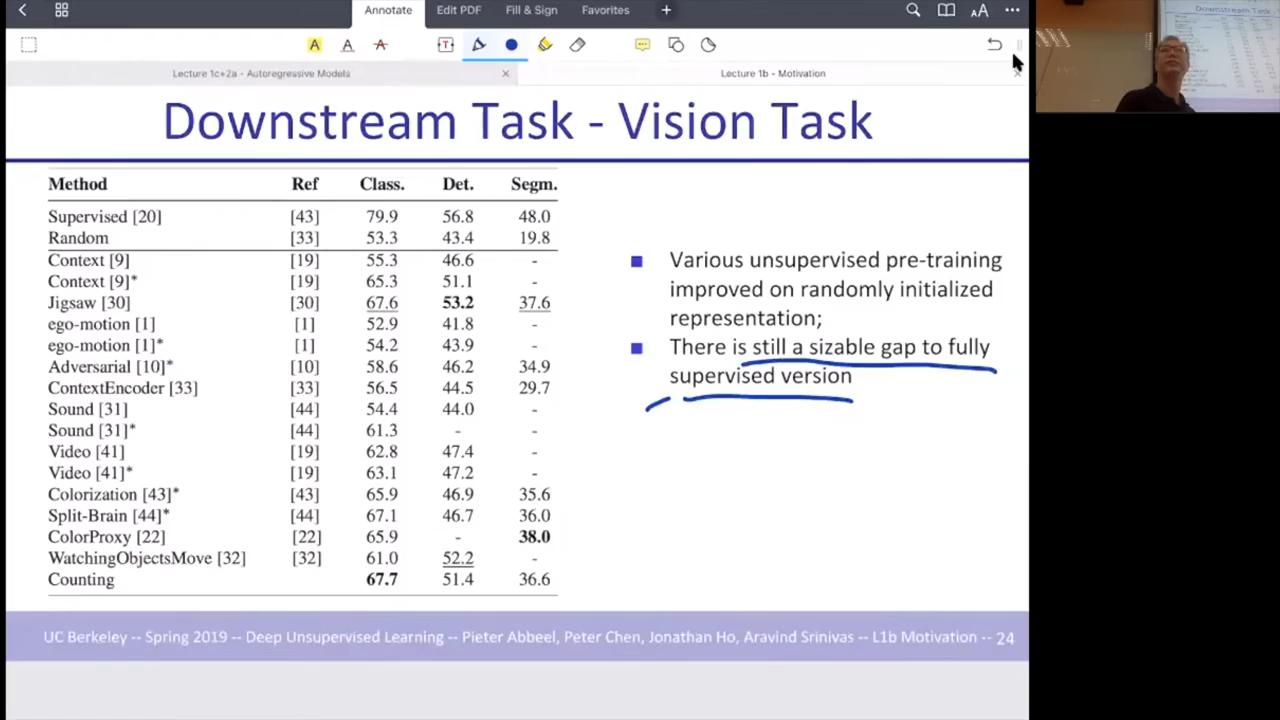 Annotate Edit PDF Fill & Sign Favorites + AA
T A A T
Lecture 1c+2a - Autoregressive Models × Lecture 1b - Motivation ×
Downstream Task - Vision Task
Method Ref Class. Det. Segm.
Supervised [20] [43] 79.9 56.8 48.0
Random [33] 53.3 43.4 19.8
Context [9] [19] 55.3 46.6 -
Context [9]* [19] 65.3 51.1 -
Jigsaw [30] [30] 67.6 53.2 37.6
ego-motion [1] [1] 52.9 41.8 -
ego-motion [1]* [1] 54.2 43.9 -
Adversarial [10]* [10] 58.6 46.2 34.9
ContextEncoder [33] [33] 56.5 44.5 29.7
Sound [31] [44] 54.4 44.0 -
Sound [31]* [44] 61.3 - -
Video [41] [19] 62.8 47.4 -
Video [41]* [19] 63.1 47.2 -
Colorization [43]* [43] 65.9 46.9 35.6
Split-Brain [44]* [44] 67.1 46.7 36.0
ColorProxy [22] [22] 65.9 - 38.0
WatchingObjectsMove [32] [32] 61.0 52.2 -
Counting 67.7 51.4 36.6
Various unsupervised pre-training
improved on randomly initialized
representation;
There is still a sizable gap to fully
supervised version
UC Berkeley -- Spring 2019 -- Deep Unsupervised Learning -- Pieter Abbeel, Peter Chen, Jonathan Ho, Aravind Srinivas -- L1b Motivation -- 24